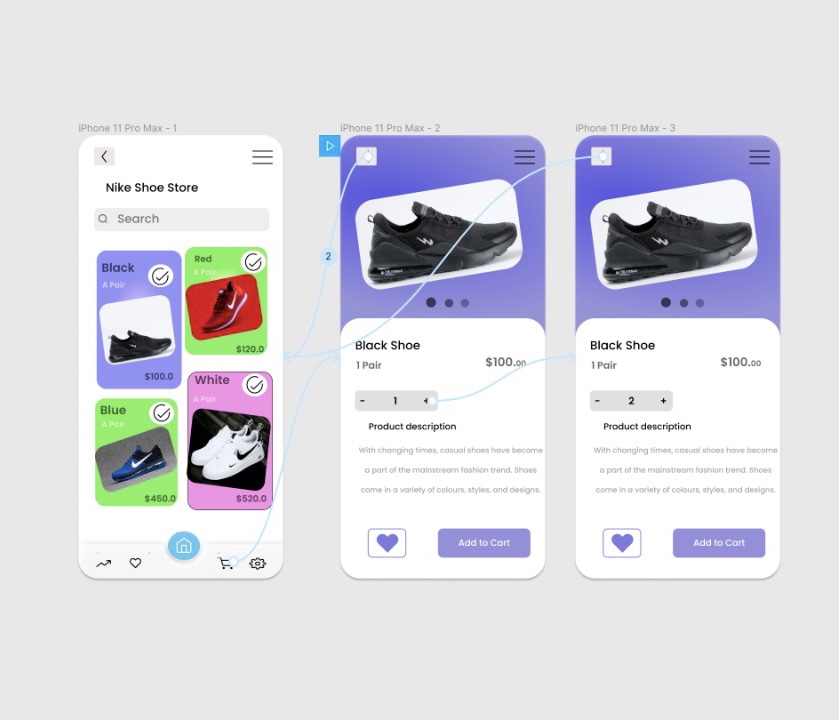 iPhone 11 Pro Max - 1
Nike Shoe Store
Search
Black
A Pair
$100.0
Red
A Pair
$120.0
Blue
A Pair
$450.0
White
A Pair
$520.0
2
iPhone 11 Pro Max - 2
Black Shoe
1 Pair
$100.00
- 1 +
Product description
With changing times, casual shoes have become
a part of the mainstream fashion trend. Shoes
come in a variety of colours, styles, and designs.
Add to Cart
iPhone 11 Pro Max - 3
Black Shoe
1 Pair
$100.00
- 2 +
Product description
With changing times, casual shoes have become
a part of the mainstream fashion trend. Shoes
come in a variety of colours, styles, and designs.
Add to Cart